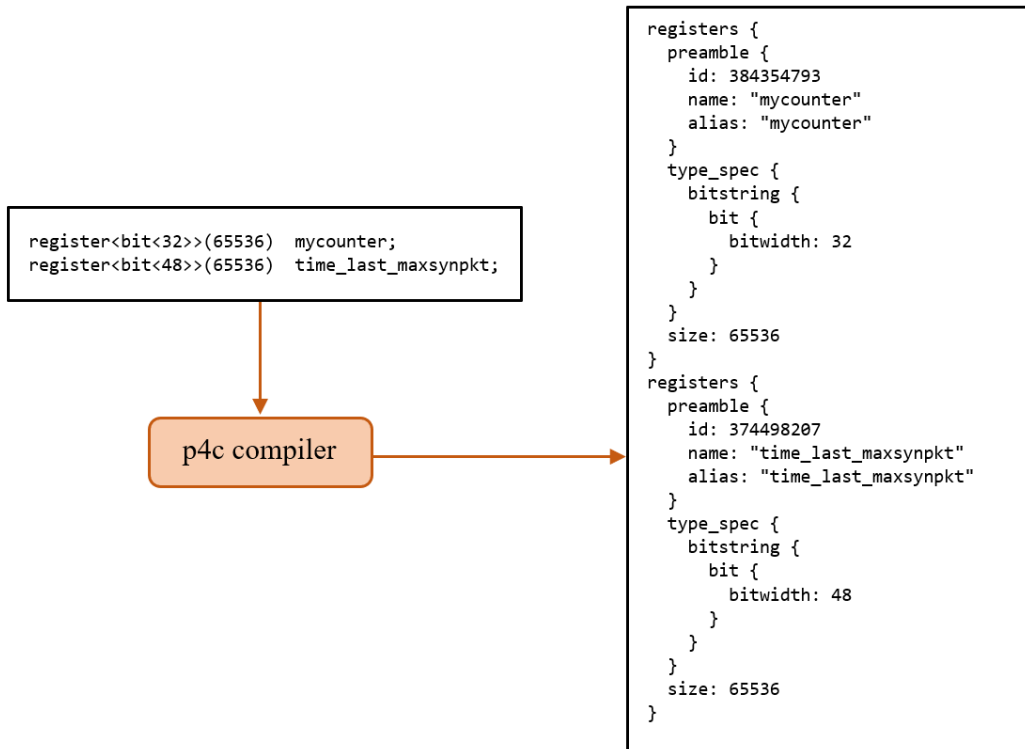 register<bit<32>>(65536)  mycounter;
register<bit<48>>(65536)  time_last_maxsynpkt;
p4c compiler
registers {
  preamble {
    id: 384354793
    name: "mycounter"
    alias: "mycounter"
  }
  type_spec {
    bitstring {
      bit {
        bitwidth: 32
      }
    }
  }
  size: 65536
}
registers {
  preamble {
    id: 374498207
    name: "time_last_maxsynpkt"
    alias: "time_last_maxsynpkt"
  }
  type_spec {
    bitstring {
      bit {
        bitwidth: 48
      }
    }
  }
  size: 65536
}